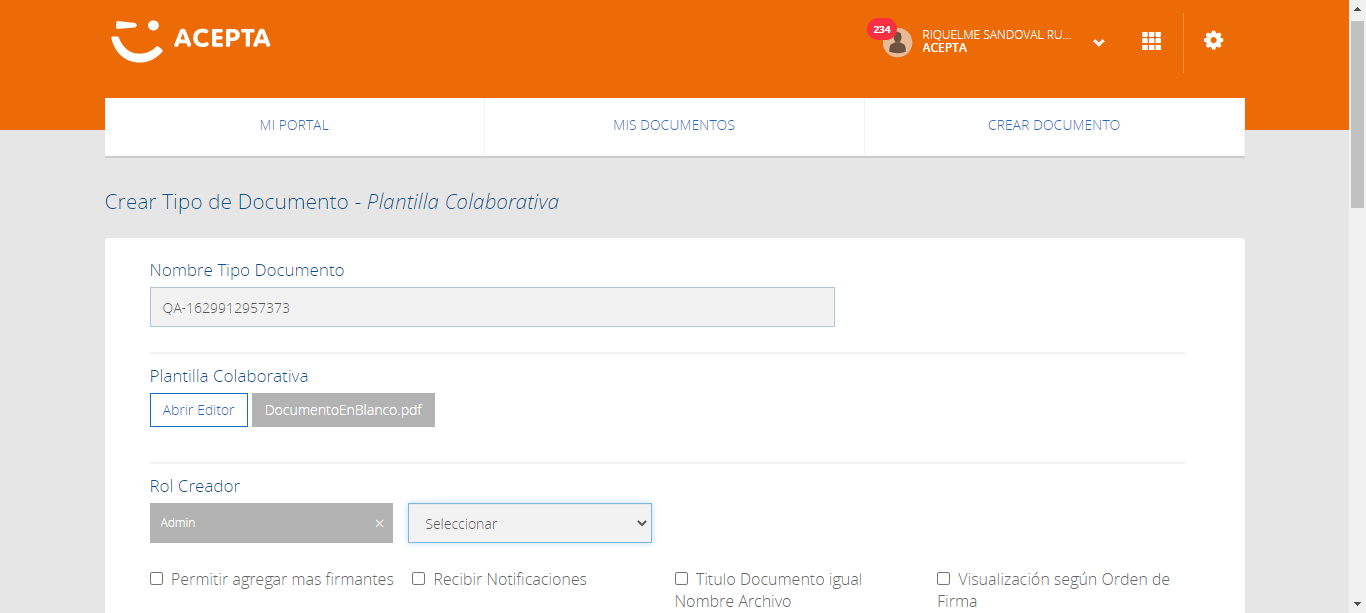 ACEPTA
234
RIQUELME SANDOVAL RU...
ACEPTA
MI PORTAL
MIS DOCUMENTOS
CREAR DOCUMENTO
Crear Tipo de Documento - Plantilla Colaborativa
Nombre Tipo Documento
QA-1629912957373
Plantilla Colaborativa
Abrir Editor
DocumentoEnBlanco.pdf
Rol Creador
Admin ×
Seleccionar
Permitir agregar mas firmantes
Recibir Notificaciones
Titulo Documento igual
Nombre Archivo
Visualización según Orden de
Firma